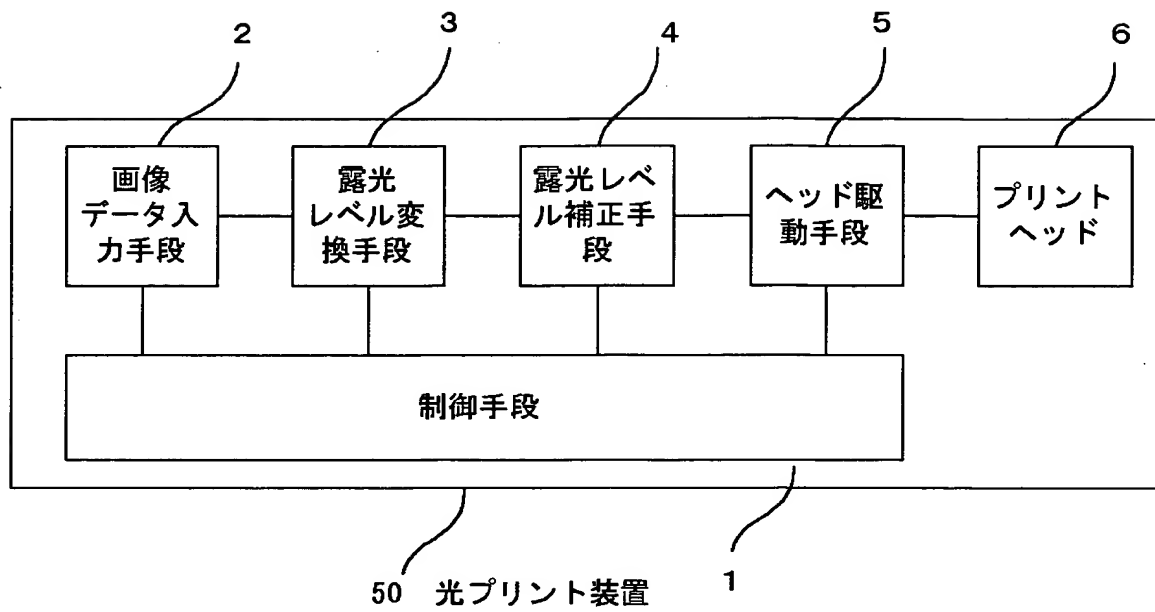 2
3
4
5
6
画像
データ入
力手段
露光
レベル変
換手段
露光レベ
ル補正手
段
ヘッド駆
動手段
プリント
ヘッド
制御手段
50 光プリント装置
1